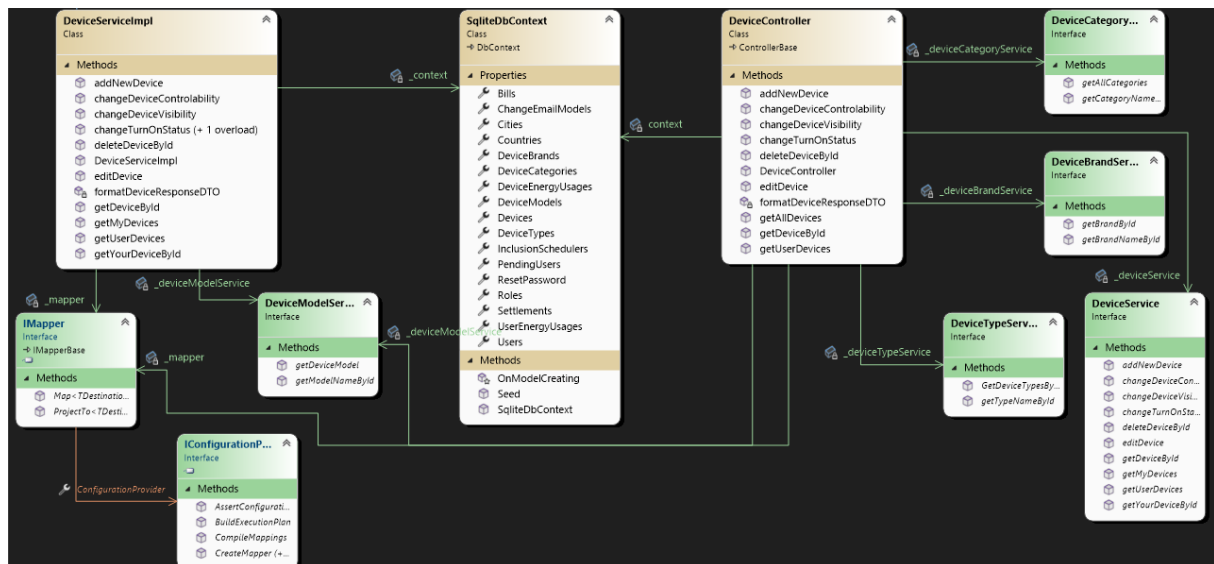 DeviceServiceImpl
Class
Methods
addNewDevice
changeDeviceControlability
changeDeviceVisibility
changeTurnOnStatus (+ 1 overload)
deleteDeviceById
DeviceServiceImpl
editDevice
formatDeviceResponseDTO
getDeviceById
getMyDevices
getUserDevices
getYourDeviceById
_context
SqliteDbContext
Class
DbContext
Properties
Bills
ChangeEmailModels
Cities
Countries
DeviceBrands
DeviceCategories
DeviceEnergyUsages
DeviceModels
Devices
DeviceTypes
InclusionSchedulers
PendingUsers
ResetPassword
Roles
Settlements
UserEnergyUsages
Users
Methods
OnModelCreating
Seed
SqliteDbContext
context
DeviceController
Class
ControllerBase
Methods
addNewDevice
changeDeviceControlability
changeDeviceVisibility
changeTurnOnStatus
deleteDeviceById
DeviceController
editDevice
formatDeviceResponseDTO
getAllDevices
getDeviceById
getUserDevices
_deviceCategoryService
DeviceCategory...
Interface
Methods
getAllCategories
getCategoryName...
_deviceBrandService
DeviceBrandSer...
Interface
Methods
getBrandById
getBrandNameById
_deviceService
DeviceService
Interface
Methods
addNewDevice
changeDeviceCon...
changeDeviceVisi...
changeTurnOnSta...
deleteDeviceById
editDevice
getDeviceById
getMyDevices
getUserDevices
getYourDeviceById
_deviceTypeService
DeviceTypeServ...
Interface
Methods
GetDeviceTypesBy...
getTypeNameById
_mapper
_deviceModelService
IMapper
Interface
IMapperBase
Methods
Map<TDestinatio...
ProjectTo<TDesti...
_mapper
DeviceModelSer...
Interface
Methods
getDeviceModel
getModelNameById
_deviceModelService
ConfigurationProvider
IConfigurationP...
Interface
Methods
AssertConfigurati...
BuildExecutionPlan
CompileMappings
CreateMapper (+...